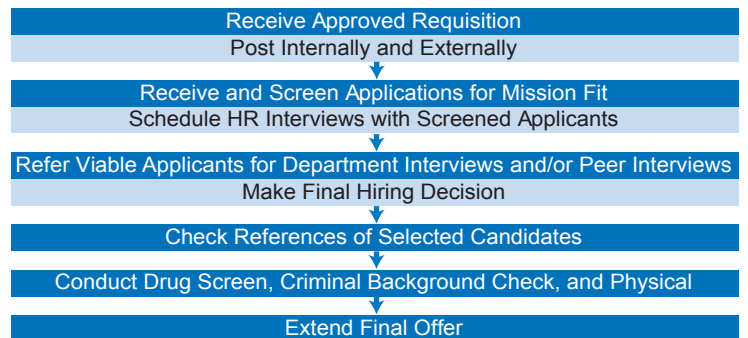 Receive Approved Requisition
Post Internally and Externally
Receive and Screen Applications for Mission Fit
Schedule HR Interviews with Screened Applicants
Refer Viable Applicants for Department Interviews and/or Peer Interviews
Make Final Hiring Decision
Check References of Selected Candidates
Conduct Drug Screen, Criminal Background Check, and Physical
Extend Final Offer